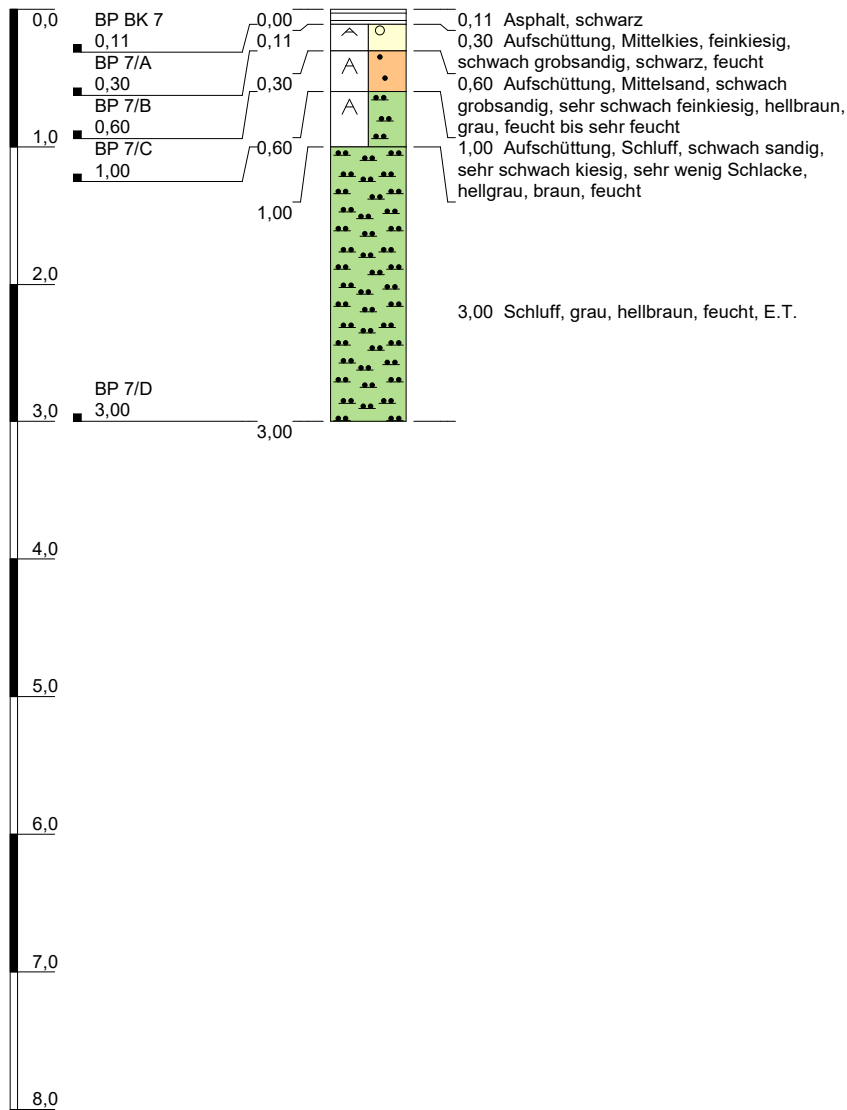 0,0
1,0
2,0
3,0
4,0
5,0
6,0
7,0
8,0
BP BK 7
0,11
BP 7/A
0,30
BP 7/B
0,60
BP 7/C
1,00
BP 7/D
3,00
0,00
0,11
0,30
0,60
1,00
3,00
A
A
A
0,11 Asphalt, schwarz
0,30 Aufschüttung, Mittelkies, feinkiesig,
schwach grobsandig, schwarz, feucht
0,60 Aufschüttung, Mittelsand, schwach
grobsandig, sehr schwach feinkiesig, hellbraun,
grau, feucht bis sehr feucht
1,00 Aufschüttung, Schluff, schwach sandig,
sehr schwach kiesig, sehr wenig Schlacke,
hellgrau, braun, feucht
3,00 Schluff, grau, hellbraun, feucht, E.T.